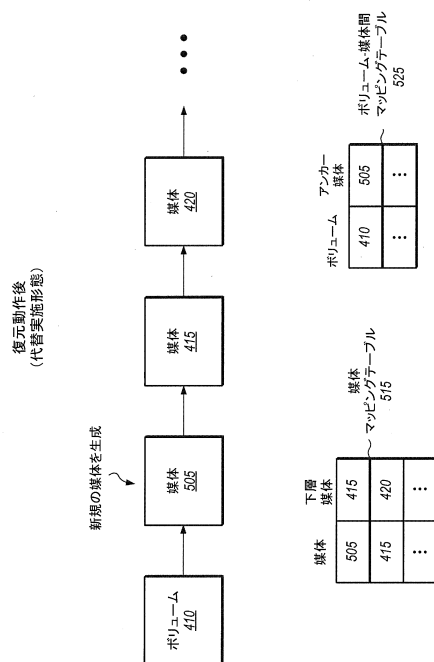 復元動作後
(代替実施形態)
新規の媒体を生成
ボリューム
410
媒体
505
媒体
415
媒体
420
•••
媒体
マッピングテーブル
515
媒体
下層
媒体
505
415
415
420
⋮
⋮
ボリューム-媒体間
マッピングテーブル
525
ボリューム
アンカー
媒体
410
505
⋮
⋮